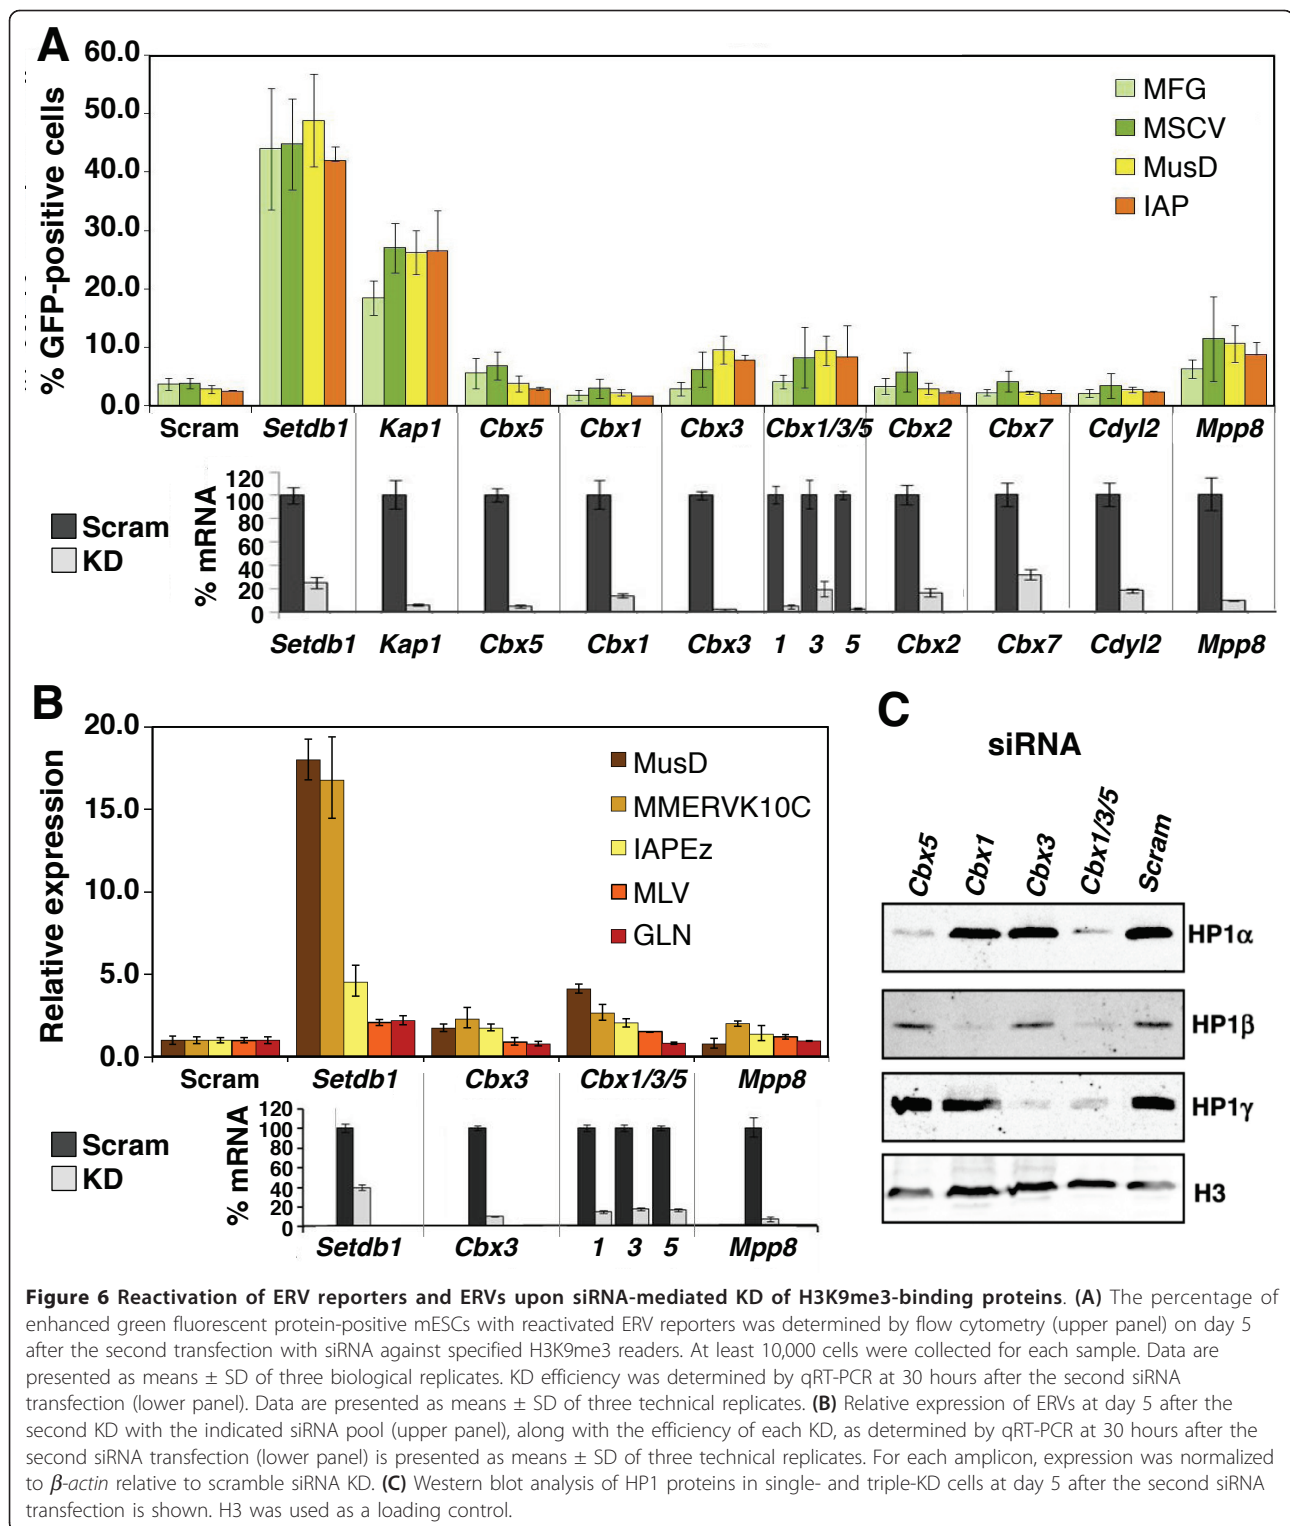 A
60.0
50.0
40.0
30.0
20.0
10.0
0.0
% GFP-positive cells
MFG
MSCV
MusD
IAP
Scram Setdb1 Kap1 Cbx5 Cbx1 Cbx3 Cbx1/3/5 Cbx2 Cbx7 Cdyl2 Mpp8
Scram
KD
% mRNA
120
100
80
60
40
20
0
Setdb1 Kap1 Cbx5 Cbx1 Cbx3 1 3 5 Cbx2 Cbx7 Cdyl2 Mpp8
B
20.0
15.0
10.0
5.0
0.0
Relative expression
MusD
MMERVK10C
IAPEz
MLV
GLN
Scram Setdb1 Cbx3 Cbx1/3/5 Mpp8
Scram
KD
% mRNA
120
100
80
60
40
20
0
Setdb1 Cbx3 1 3 5 Mpp8
C
siRNA
Cbx5 Cbx1 Cbx3 Cbx1/3/5 Scram
HP1α
HP1β
HP1γ
H3
Figure 6 Reactivation of ERV reporters and ERVs upon siRNA-mediated KD of H3K9me3-binding proteins. (A) The percentage of
enhanced green fluorescent protein-positive mESCs with reactivated ERV reporters was determined by flow cytometry (upper panel) on day 5
after the second transfection with siRNA against specified H3K9me3 readers. At least 10,000 cells were collected for each sample. Data are
presented as means ± SD of three biological replicates. KD efficiency was determined by qRT-PCR at 30 hours after the second siRNA
transfection (lower panel). Data are presented as means ± SD of three technical replicates. (B) Relative expression of ERVs at day 5 after the
second KD with the indicated siRNA pool (upper panel), along with the efficiency of each KD, as determined by qRT-PCR at 30 hours after the
second siRNA transfection (lower panel) is presented as means ± SD of three technical replicates. For each amplicon, expression was normalized
to β-actin relative to scramble siRNA KD. (C) Western blot analysis of HP1 proteins in single- and triple-KD cells at day 5 after the second siRNA
transfection is shown. H3 was used as a loading control.